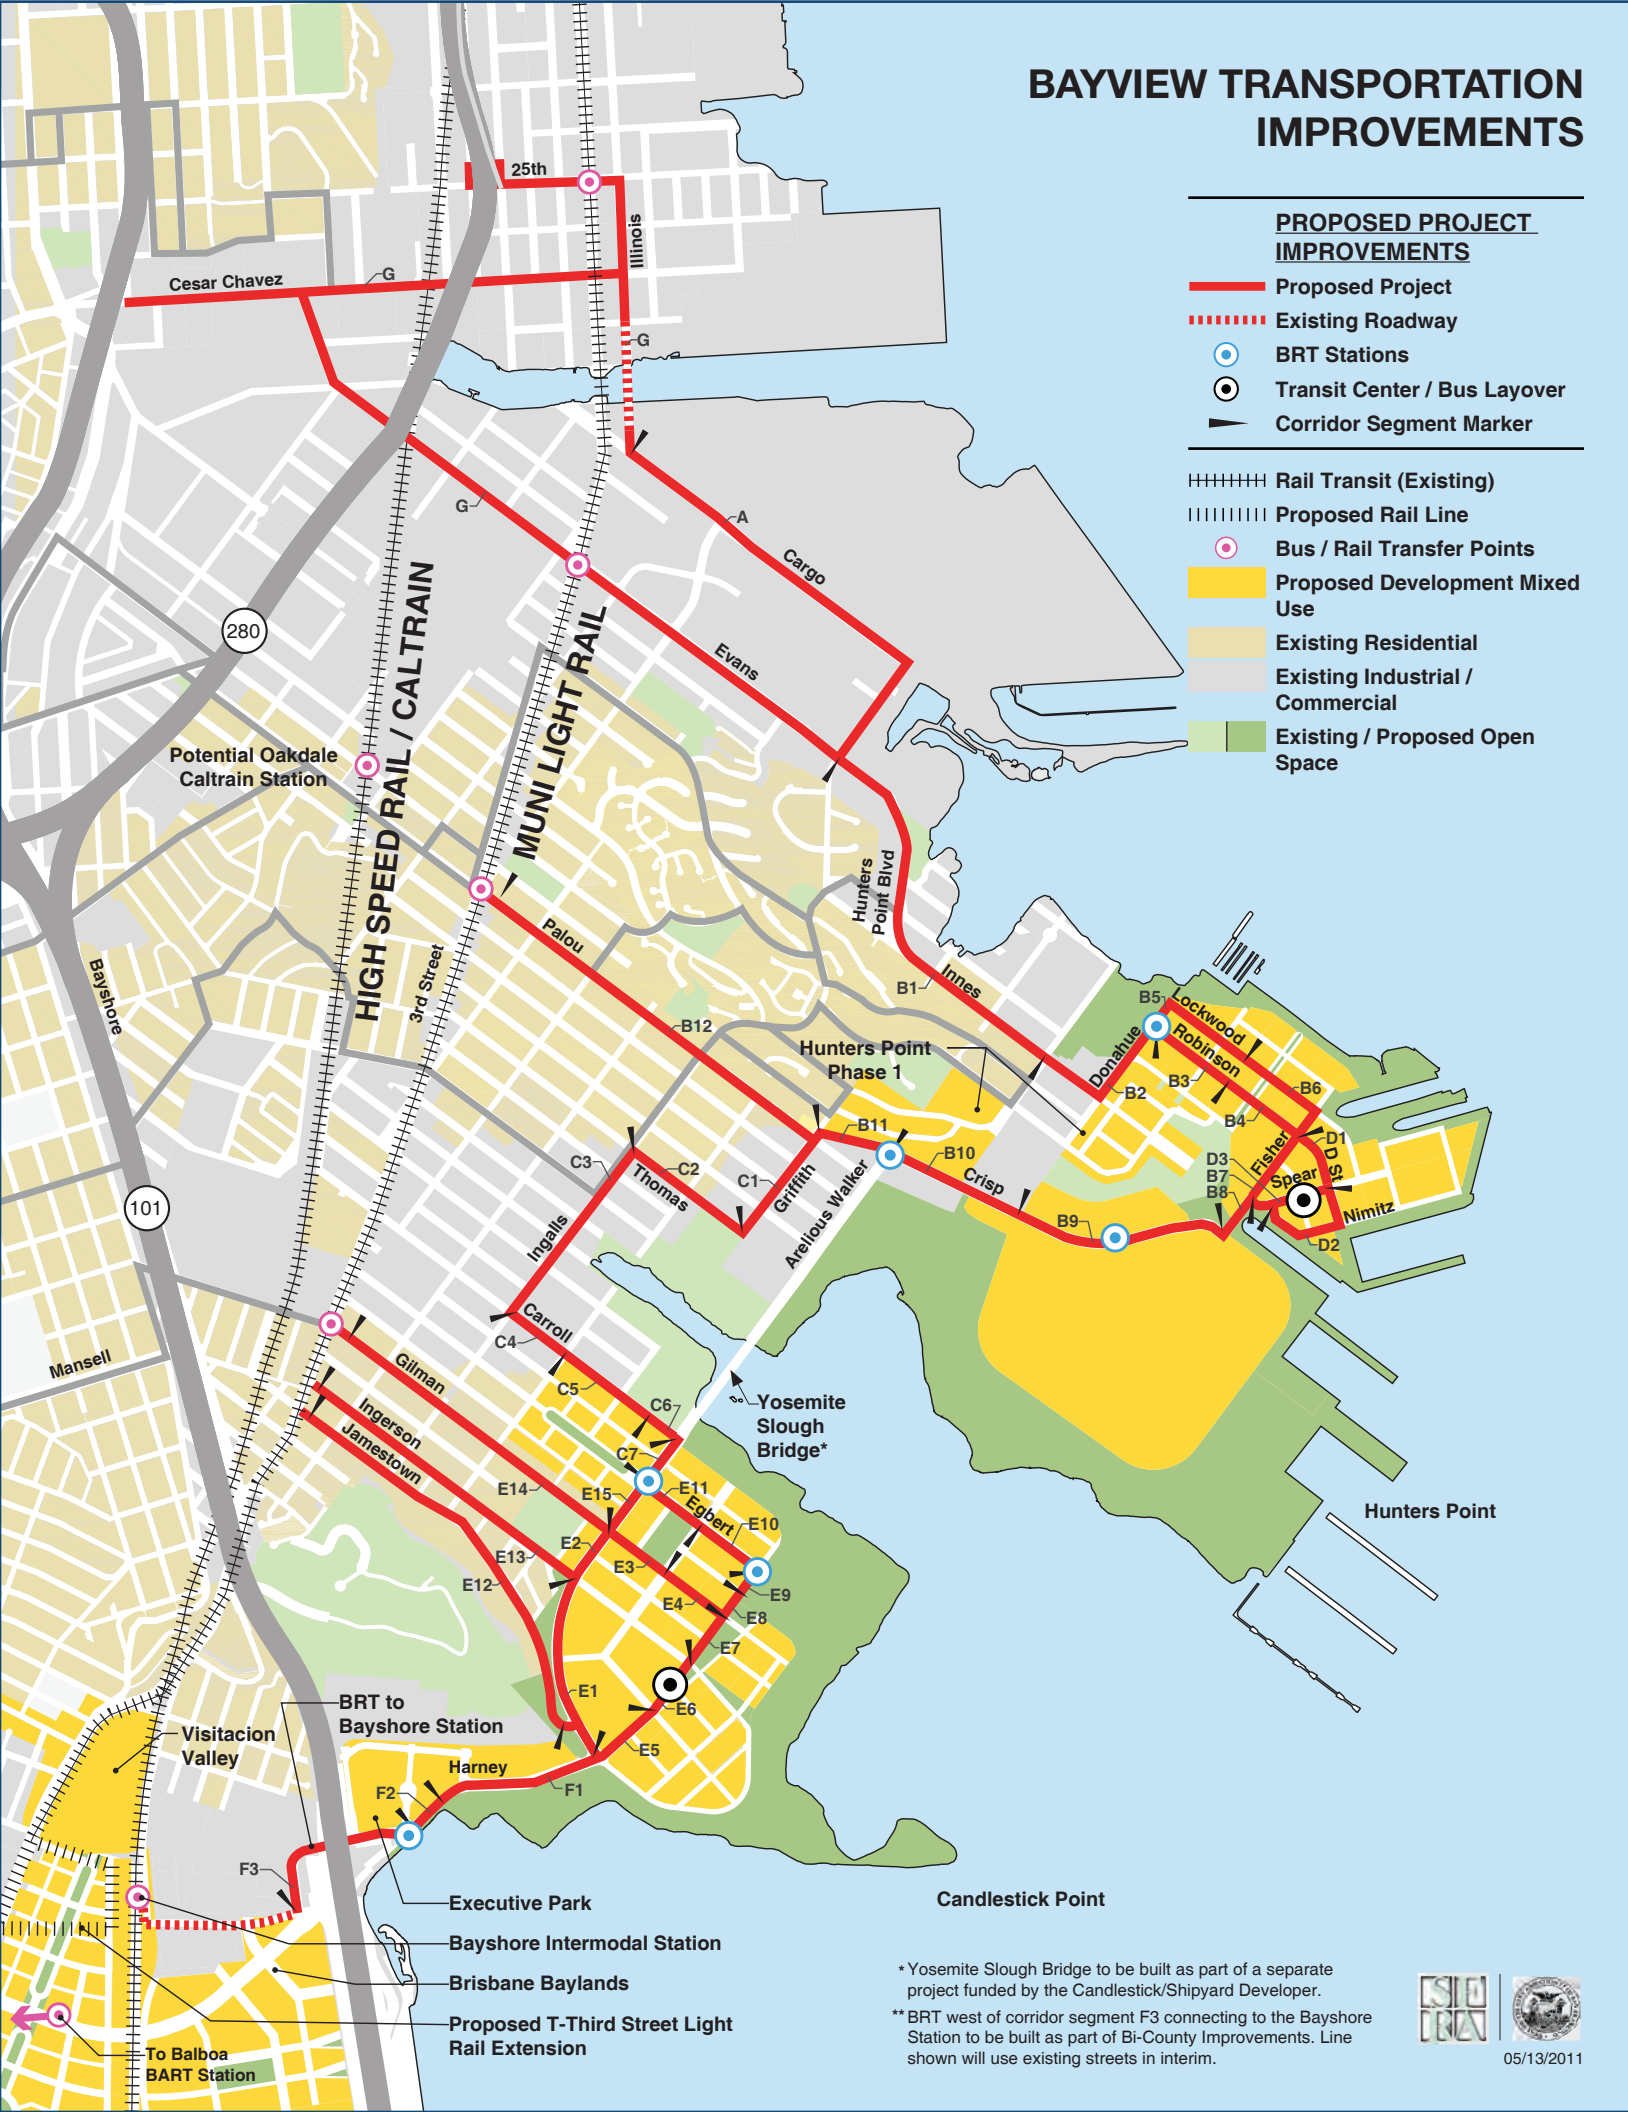 BAYVIEW TRANSPORTATION
IMPROVEMENTS
PROPOSED PROJECT
IMPROVEMENTS
Proposed Project
Existing Roadway
BRT Stations
Transit Center / Bus Layover
Corridor Segment Marker
Rail Transit (Existing)
Proposed Rail Line
Bus / Rail Transfer Points
Proposed Development Mixed
Use
Existing Residential
Existing Industrial /
Commercial
Existing / Proposed Open
Space
25th
Illinois
Cesar Chavez
G
G
G
A
Cargo
Evans
280
HIGH SPEED RAIL / CALTRAIN
MUNI LIGHT RAIL
Potential Oakdale
Caltrain Station
Hunters
Point Blvd
Palou
3rd Street
Bayshore
B1
Innes
B12
Hunters Point
Phase 1
B5
Lockwood
Robinson
Donahue
B2
B3
B6
B4
B11
B10
Crisp
D1
D St
D3
Fisher
B7
Spear
B8
Nimitz
D2
B9
C3
C2
Thomas
C1
Griffith
Arelious Walker
Ingalls
101
Mansell
Carroll
C4
C5
C6
C7
Gilman
Ingerson
Jamestown
Yosemite
Slough
Bridge*
E14
E15
E11
Egbert
E10
E2
E13
E3
E12
E4
E9
E8
E7
E1
E6
E5
Hunters Point
BRT to
Bayshore Station
Visitacion
Valley
Harney
F2
F1
F3
Executive Park
Bayshore Intermodal Station
Brisbane Baylands
Proposed T-Third Street Light
Rail Extension
To Balboa
BART Station
Candlestick Point
* Yosemite Slough Bridge to be built as part of a separate
project funded by the Candlestick/Shipyard Developer.
** BRT west of corridor segment F3 connecting to the Bayshore
Station to be built as part of Bi-County Improvements. Line
shown will use existing streets in interim.
05/13/2011